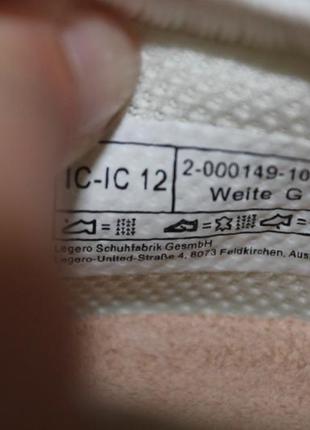 IC-IC 12
2-000149-10
Weite G
Legero Schuhfabrik GesmbH
Legero-United-Straße 4, 8073 Feldkirchen, Aus